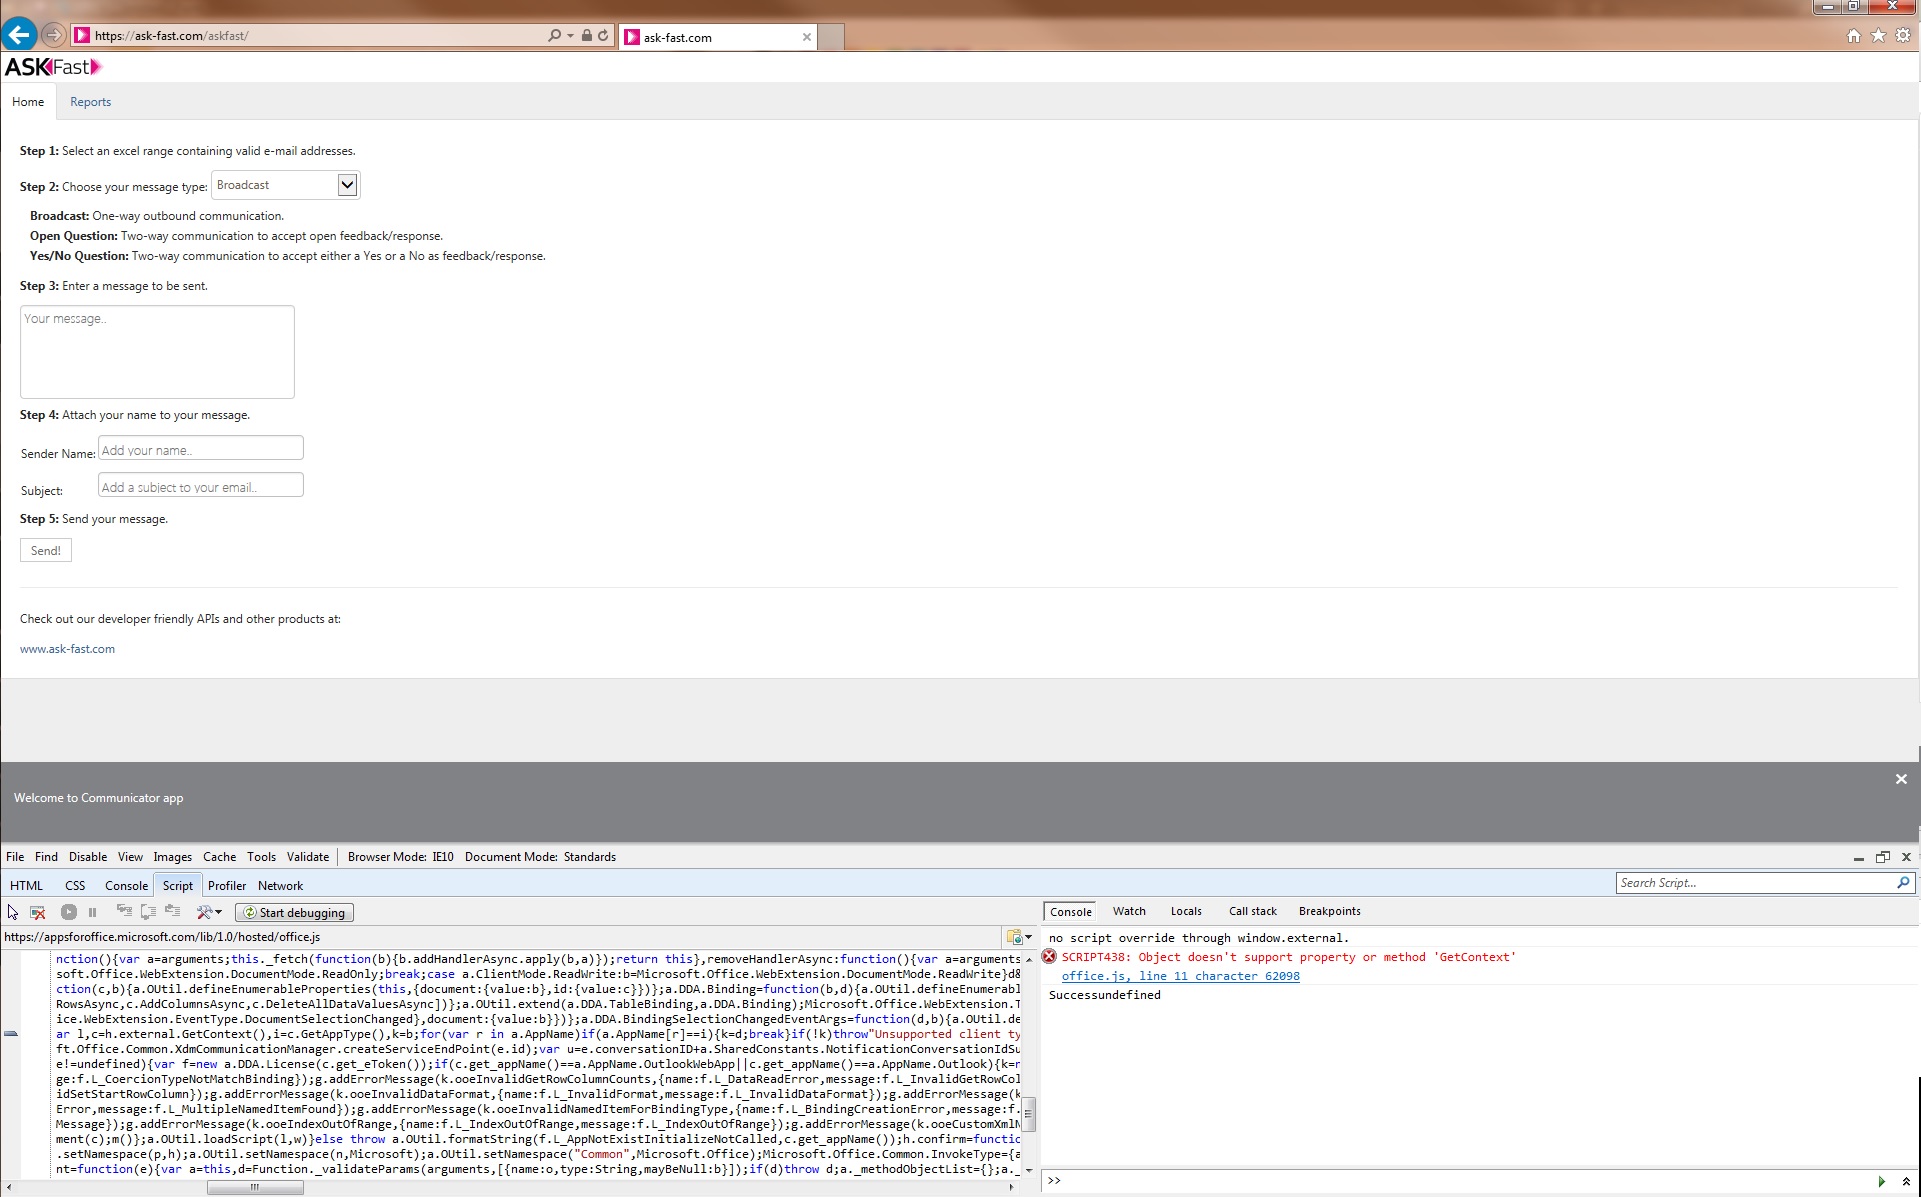 https://ask-fast.com/askfast/
ask-fast.com
ASK Fast
Home
Reports
Step 1: Select an excel range containing valid e-mail addresses.
Step 2: Choose your message type: Broadcast
Broadcast: One-way outbound communication.
Open Question: Two-way communication to accept open feedback/response.
Yes/No Question: Two-way communication to accept either a Yes or a No as feedback/response.
Step 3: Enter a message to be sent.
Your message..
Step 4: Attach your name to your message.
Sender Name: Add your name..
Subject: Add a subject to your email..
Step 5: Send your message.
Send!
Check out our developer friendly APIs and other products at:
www.ask-fast.com
Welcome to Communicator app
File Find Disable View Images Cache Tools Validate Browser Mode: IE10 Document Mode: Standards
HTML CSS Console Script Profiler Network
Search Script...
Start debugging
Console Watch Locals Call stack Breakpoints
https://appsforoffice.microsoft.com/lib/1.0/hosted/office.js
nction(){var a=arguments;this._fetch(function(b){b.addHandlerAsync.apply(b,a)});return this},removeHandlerAsync:function(){var a=arguments
soft.Office.WebExtension.DocumentMode.ReadOnly;break;case a.ClientMode.ReadWrite:b=Microsoft.Office.WebExtension.DocumentMode.ReadWrite}d&
ction(c,b){a.OUtil.defineEnumerableProperties(this,{document:{value:b},id:{value:c}})};a.DDA.Binding=function(b,d){a.OUtil.defineEnumerabl
RowsAsync,c.AddColumnsAsync,c.DeleteAllDataValuesAsync])};a.OUtil.extend(a.DDA.TableBinding,a.DDA.Binding);Microsoft.Office.WebExtension.T
ice.WebExtension.EventType.DocumentSelectionChanged},document:{value:b}})};a.DDA.BindingSelectionChangedEventArgs=function(d,b){a.OUtil.de
ar l,c=h.external.GetContext(),i=c.GetAppType(),k=b;for(var r in a.AppName)if(a.AppName[r]==i){k=d;break}if(!k)throw"Unsupported client ty
ft.Office.Common.XdmCommunicationManager.createServiceEndPoint(e.id);var u=e.conversationID+a.SharedConstants.NotificationConversationIdSu
e!=undefined){var f=new a.DDA.License(c.get_eToken());if(c.get_appName()==a.AppName.OutlookWebApp||c.get_appName()==a.AppName.Outlook){k=n
ge:f.L_CoercionTypeNotMatchBinding});g.addErrorMessage(k.ooeInvalidGetRowColumnCounts,{name:f.L_DataReadError,message:f.L_InvalidGetRowCol
idSetStartRowColumn});g.addErrorMessage(k.ooeInvalidDataFormat,{name:f.L_InvalidFormat,message:f.L_InvalidDataFormat});g.addErrorMessage(k
Error,message:f.L_MultipleNamedItemFound});g.addErrorMessage(k.ooeInvalidNamedItemForBindingType,{name:f.L_BindingCreationError,message:f.
Message});g.addErrorMessage(k.ooeIndexOutOfRange,{name:f.L_IndexOutOfRange,message:f.L_IndexOutOfRange});g.addErrorMessage(k.ooeCustomXmlN
ment(c);m()};a.OUtil.loadScript(l,w)}else throw a.OUtil.formatString(f.L_AppNotExistInitializeNotCalled,c.get_appName());h.confirm=functio
.setNamespace(p,h);a.OUtil.setNamespace(n,Microsoft);a.OUtil.setNamespace("Common",Microsoft.Office);Microsoft.Office.Common.InvokeType={a
nt=function(e){var a=this,d=Function._validateParams(arguments,[{name:o,type:String,mayBeNull:b}]);if(d)throw d;a._methodObjectList={};a._
no script override through window.external.
SCRIPT438: Object doesn't support property or method 'GetContext'
office.js, line 11 character 62098
Successundefined
>>